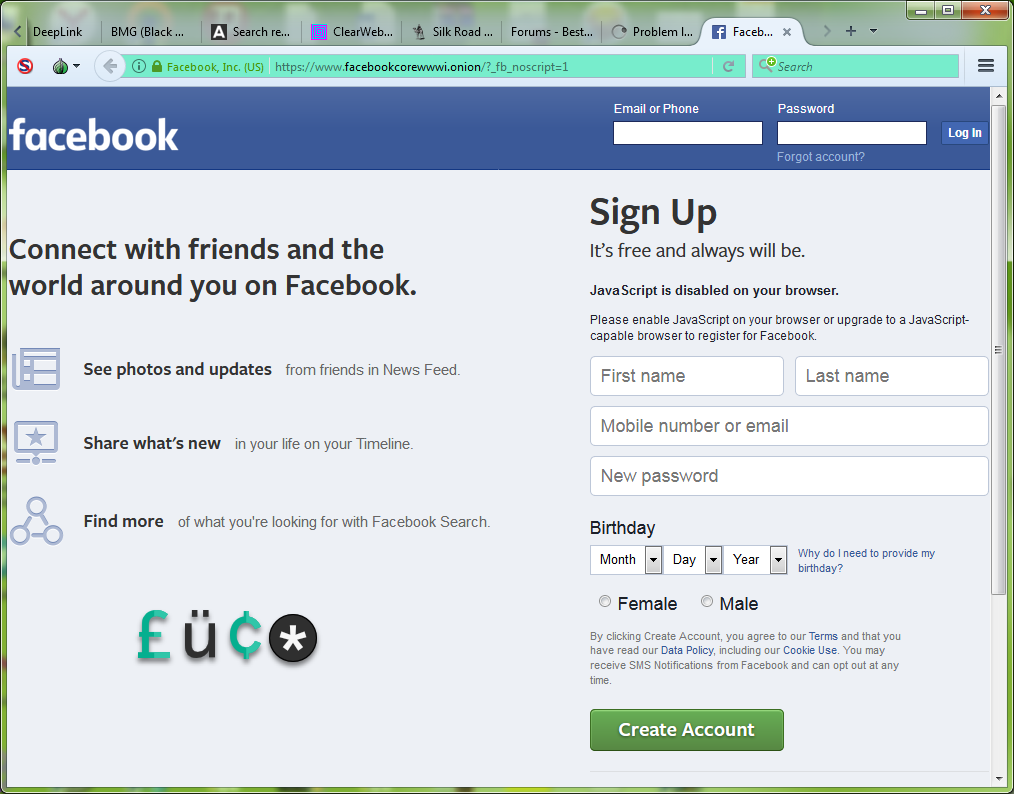 DeepLink
BMG (Black ...
Search re...
ClearWeb...
Silk Road ...
Forums - Best...
Problem l...
Faceb...
Facebook, Inc. (US)
https://www.facebookcorewwwi.onion/?_fb_noscript=1
Search
facebook
Email or Phone
Password
Log In
Forgot account?
Connect with friends and the
world around you on Facebook.
See photos and updates from friends in News Feed.
Share what's new in your life on your Timeline.
Find more of what you're looking for with Facebook Search.
£ü¢*
Sign Up
It's free and always will be.
JavaScript is disabled on your browser.
Please enable JavaScript on your browser or upgrade to a JavaScript-
capable browser to register for Facebook.
First name
Last name
Mobile number or email
New password
Birthday
Month
Day
Year
Why do I need to provide my
birthday?
Female
Male
By clicking Create Account, you agree to our Terms and that you
have read our Data Policy, including our Cookie Use. You may
receive SMS Notifications from Facebook and can opt out at any
time.
Create Account